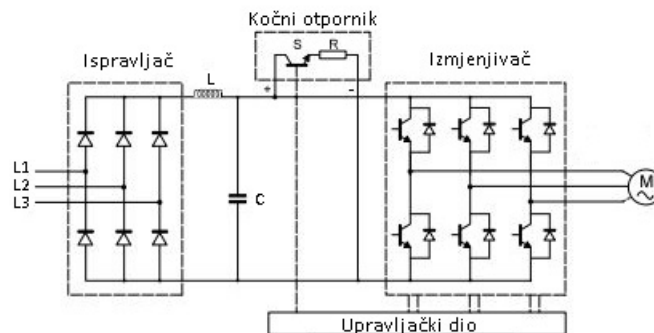 Kočni otpornik
S R
Ispravljač
Izmjenjivač
L
+ -
L1
L2
L3
C
M
Upravljački dio